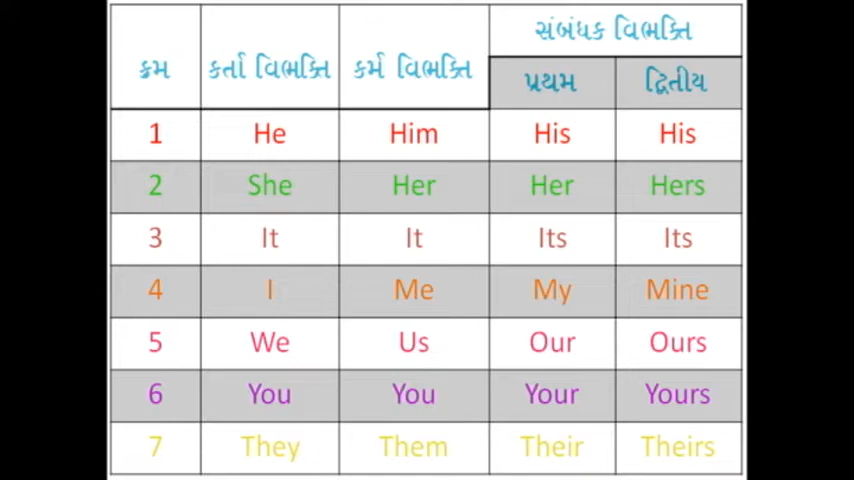 સંબંધક વિભક્તિ
ક્રમ કર્તા વિભક્તિ કર્મ વિભક્તિ પ્રથમ દ્વિતીય
1 He Him His His
2 She Her Her Hers
3 It It Its Its
4 I Me My Mine
5 We Us Our Ours
6 You You Your Yours
7 They Them Their Theirs